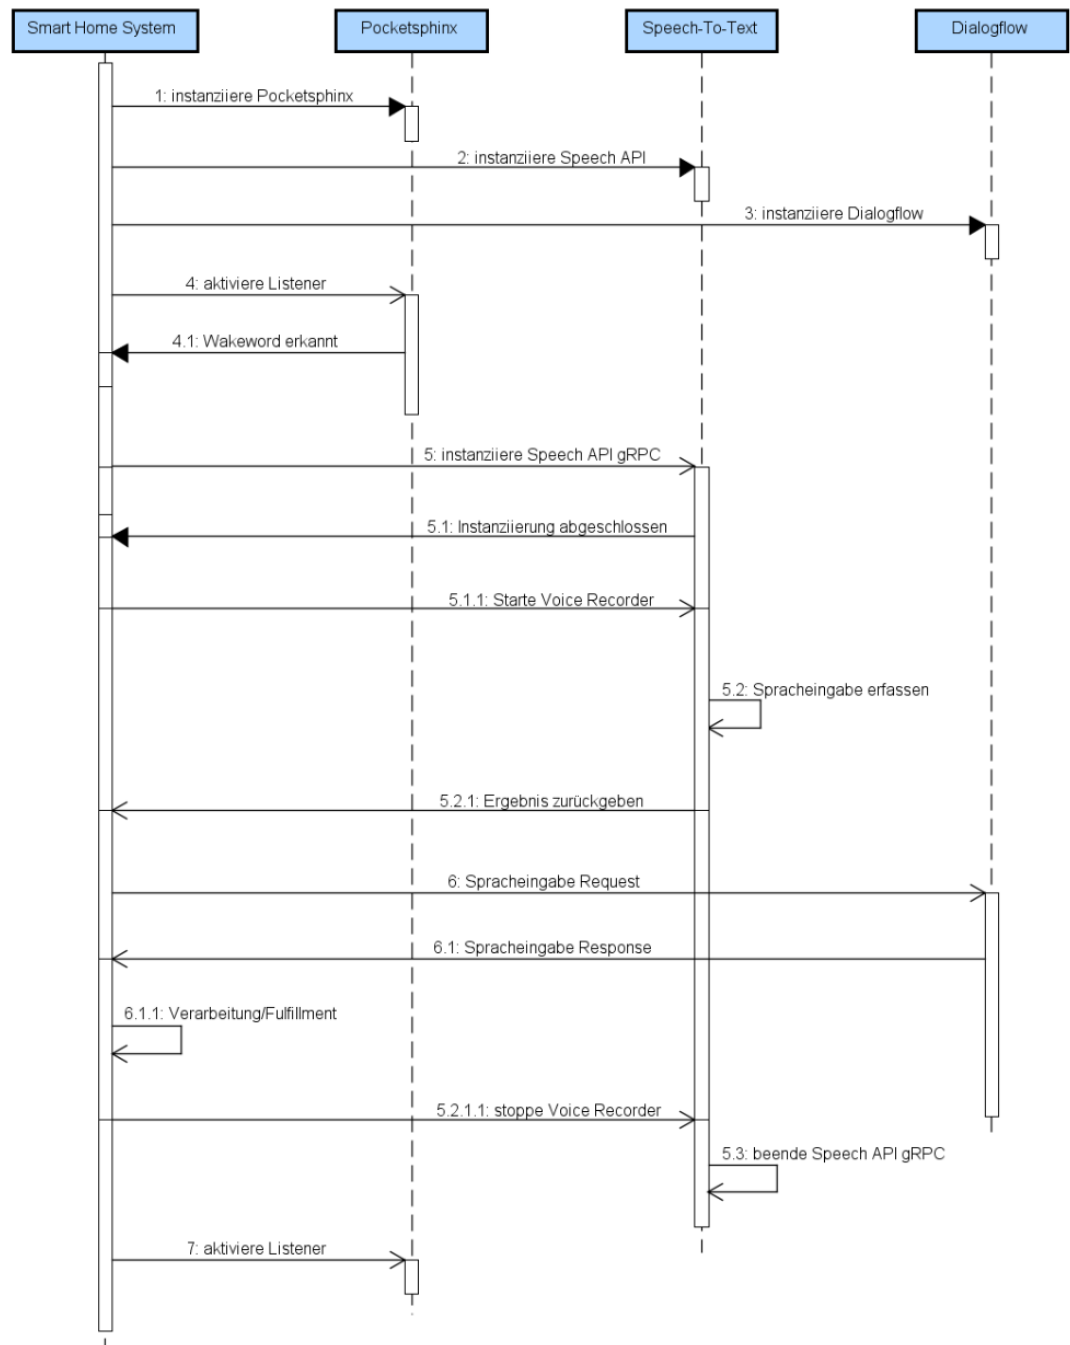 Smart Home System
Pocketsphinx
Speech-To-Text
Dialogflow
1: instanziiere Pocketsphinx
2: instanziiere Speech API
3: instanziiere Dialogflow
4: aktiviere Listener
4.1: Wakeword erkannt
5: instanziiere Speech API gRPC
5.1: Instanziierung abgeschlossen
5.1.1: Starte Voice Recorder
5.2: Spracheingabe erfassen
5.2.1: Ergebnis zurückgeben
6: Spracheingabe Request
6.1: Spracheingabe Response
6.1.1: Verarbeitung/Fulfillment
5.2.1.1: stoppe Voice Recorder
5.3: beende Speech API gRPC
7: aktiviere Listener